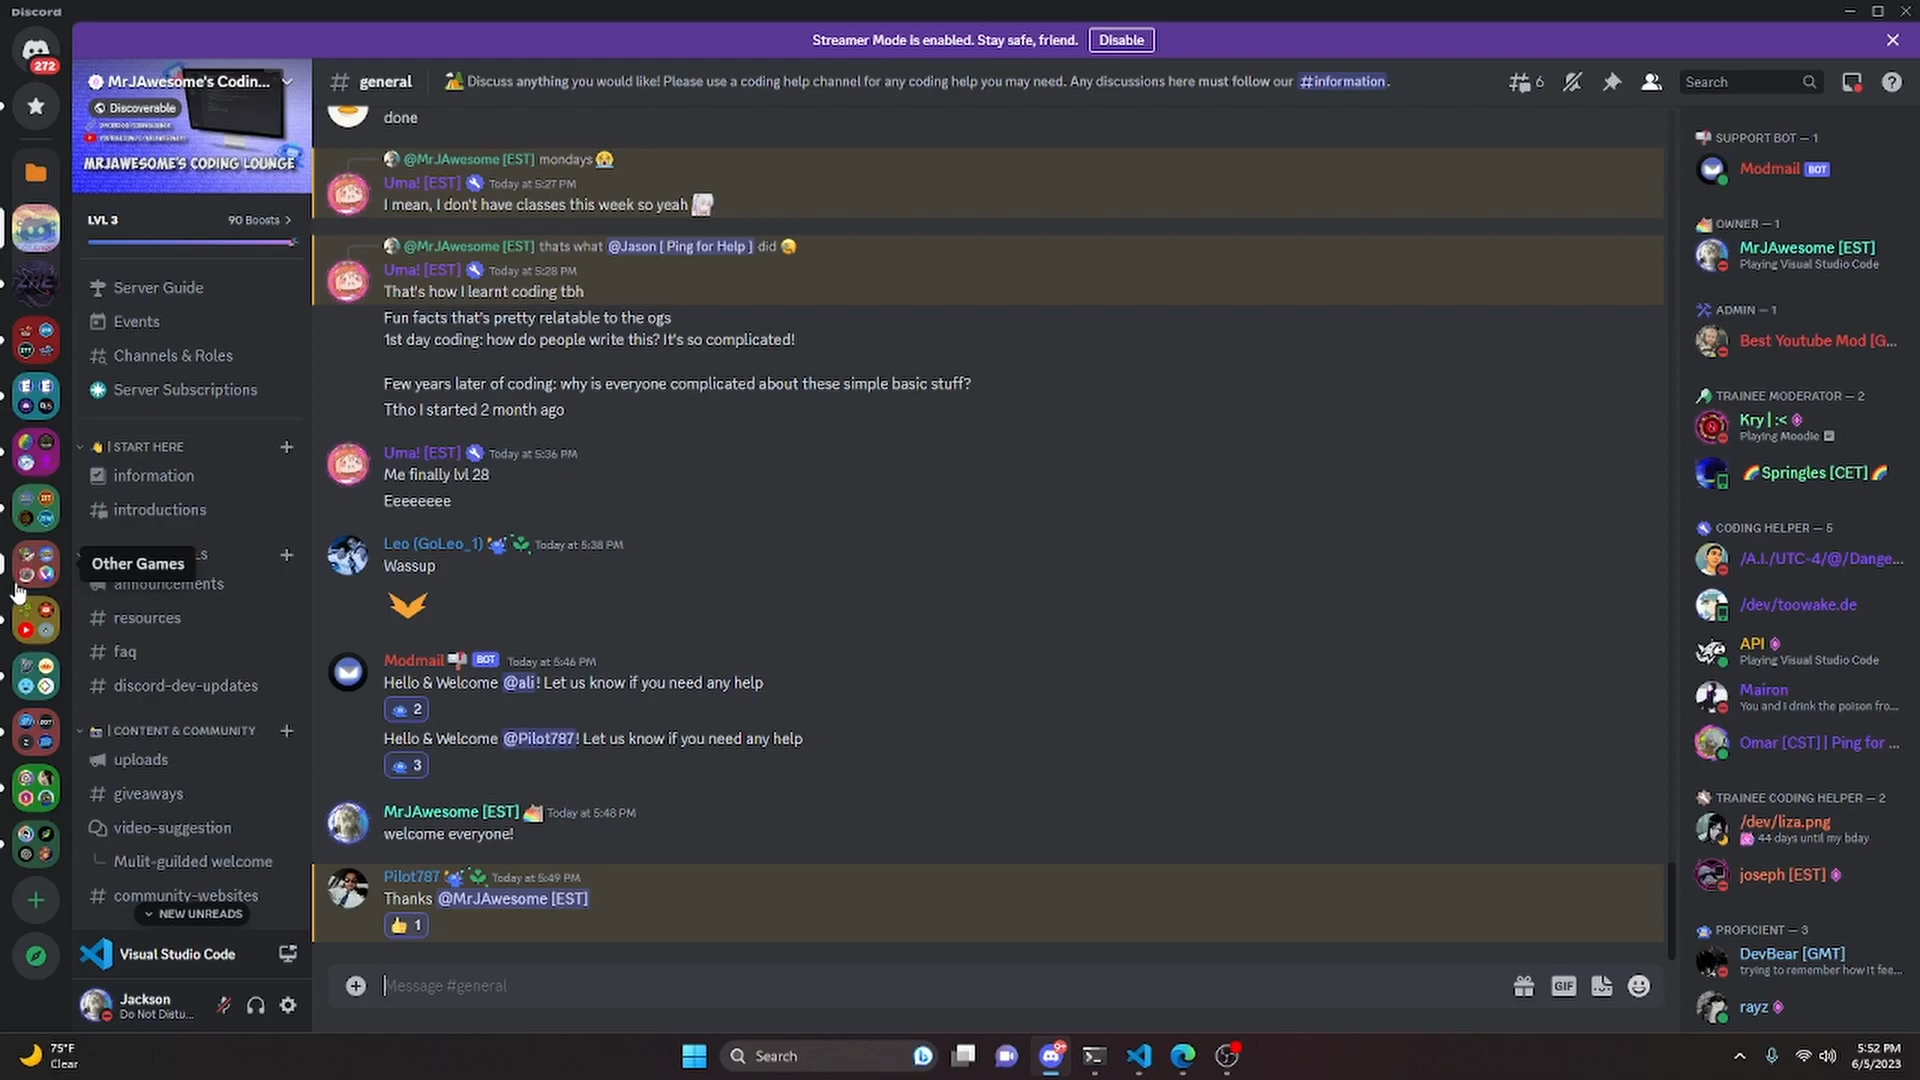 Discord
Streamer Mode is enabled. Stay safe, friend.
Disable
272
MrJAwesome's Codin...
Discoverable
MRJAWESOME'S CODING LOUNGE
LVL 3
90 Boosts
Server Guide
Events
Channels & Roles
Server Subscriptions
| START HERE
information
introductions
Other Games
announcements
resources
faq
discord-dev-updates
| CONTENT & COMMUNITY
uploads
giveaways
video-suggestion
Mulit-guilded welcome
community-websites
NEW UNREADS
Visual Studio Code
Jackson
Do Not Distu...
general
Discuss anything you would like! Please use a coding help channel for any coding help you may need. Any discussions here must follow our #information.
6
Search
done
@MrJAwesome [EST] mondays
Uma! [EST] Today at 5:27 PM
I mean, I don't have classes this week so yeah
@MrJAwesome [EST] thats what @Jason [ Ping for Help ] did
Uma! [EST] Today at 5:28 PM
That's how I learnt coding tbh
Fun facts that's pretty relatable to the ogs
1st day coding: how do people write this? It's so complicated!
Few years later of coding: why is everyone complicated about these simple basic stuff?
Ttho I started 2 month ago
Uma! [EST] Today at 5:36 PM
Me finally lvl 28
Eeeeeeee
Leo (GoLeo_1) Today at 5:38 PM
Wassup
Modmail BOT Today at 5:46 PM
Hello & Welcome @ali! Let us know if you need any help
2
Hello & Welcome @Pilot787! Let us know if you need any help
3
MrJAwesome [EST] Today at 5:48 PM
welcome everyone!
Pilot787 Today at 5:49 PM
Thanks @MrJAwesome [EST]
1
Message #general
GIF
SUPPORT BOT — 1
Modmail BOT
OWNER — 1
MrJAwesome [EST]
Playing Visual Studio Code
ADMIN — 1
Best Youtube Mod [G...
TRAINEE MODERATOR — 2
Kry | :<
Playing Moodle
Springles [CET]
CODING HELPER — 5
/A.I./UTC-4/@/Dange...
/dev/toowake.de
API
Playing Visual Studio Code
Mairon
You and I drink the poison fro...
Omar [CST] | Ping for ...
TRAINEE CODING HELPER — 2
/dev/liza.png
44 days until my bday
joseph [EST]
PROFICIENT — 3
DevBear [GMT]
trying to remember how it fee...
rayz
75°F
Clear
Search
9+
5:52 PM
6/5/2023